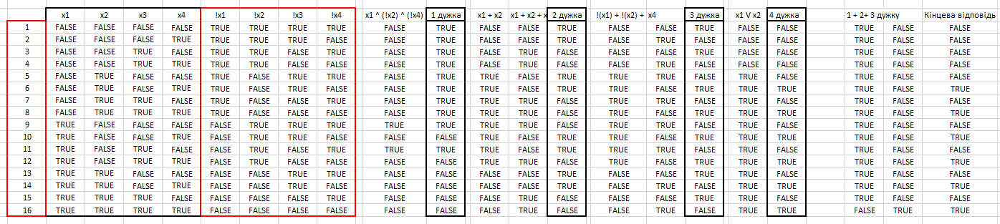 x1 x2 x3 x4 !x1 !x2 !x3 !x4 x1 ^ (!x2) ^ (!x4) 1 дужка x1 + x2 x1 + x2 + x 2 дужка !(x1) + !(x2) + x4 3 дужка x1 V x2 4 дужка 1 + 2+ 3 дужку Кінцева відповідь
1 FALSE FALSE FALSE FALSE TRUE TRUE TRUE TRUE FALSE TRUE FALSE FALSE TRUE FALSE FALSE TRUE FALSE FALSE TRUE FALSE FALSE
2 FALSE FALSE FALSE TRUE TRUE TRUE TRUE FALSE FALSE TRUE FALSE FALSE TRUE FALSE TRUE FALSE FALSE FALSE TRUE FALSE FALSE
3 FALSE FALSE TRUE FALSE TRUE TRUE FALSE TRUE FALSE TRUE FALSE TRUE FALSE FALSE FALSE TRUE FALSE FALSE TRUE FALSE FALSE
4 FALSE FALSE TRUE TRUE TRUE TRUE FALSE FALSE FALSE TRUE FALSE TRUE FALSE FALSE TRUE FALSE FALSE FALSE TRUE FALSE FALSE
5 FALSE TRUE FALSE FALSE TRUE FALSE TRUE TRUE FALSE TRUE TRUE TRUE FALSE TRUE TRUE FALSE TRUE FALSE TRUE FALSE FALSE
6 FALSE TRUE FALSE TRUE TRUE FALSE TRUE FALSE FALSE TRUE TRUE TRUE FALSE TRUE FALSE TRUE TRUE TRUE TRUE FALSE TRUE
7 FALSE TRUE TRUE FALSE TRUE FALSE FALSE TRUE FALSE TRUE TRUE FALSE TRUE TRUE TRUE FALSE TRUE FALSE TRUE FALSE FALSE
8 FALSE TRUE TRUE TRUE TRUE FALSE FALSE FALSE FALSE TRUE TRUE FALSE TRUE TRUE FALSE TRUE TRUE TRUE TRUE FALSE TRUE
9 TRUE FALSE FALSE FALSE FALSE TRUE TRUE TRUE TRUE TRUE TRUE TRUE FALSE TRUE TRUE FALSE TRUE FALSE TRUE FALSE FALSE
10 TRUE FALSE FALSE TRUE FALSE TRUE TRUE FALSE FALSE FALSE TRUE TRUE FALSE TRUE FALSE TRUE TRUE TRUE TRUE FALSE TRUE
11 TRUE FALSE TRUE FALSE FALSE TRUE FALSE TRUE TRUE TRUE TRUE FALSE TRUE TRUE TRUE FALSE TRUE FALSE TRUE FALSE FALSE
12 TRUE FALSE TRUE TRUE FALSE TRUE FALSE FALSE FALSE FALSE TRUE FALSE TRUE TRUE FALSE TRUE TRUE TRUE TRUE FALSE TRUE
13 TRUE TRUE FALSE FALSE FALSE FALSE TRUE TRUE FALSE FALSE FALSE FALSE TRUE FALSE FALSE TRUE TRUE FALSE TRUE FALSE FALSE
14 TRUE TRUE FALSE TRUE FALSE FALSE TRUE FALSE FALSE FALSE FALSE FALSE TRUE FALSE TRUE FALSE TRUE TRUE TRUE FALSE TRUE
15 TRUE TRUE TRUE FALSE FALSE FALSE FALSE TRUE FALSE FALSE FALSE TRUE FALSE FALSE FALSE TRUE TRUE FALSE TRUE FALSE FALSE
16 TRUE TRUE TRUE TRUE FALSE FALSE FALSE FALSE FALSE FALSE FALSE TRUE FALSE FALSE TRUE FALSE TRUE TRUE FALSE TRUE TRUE